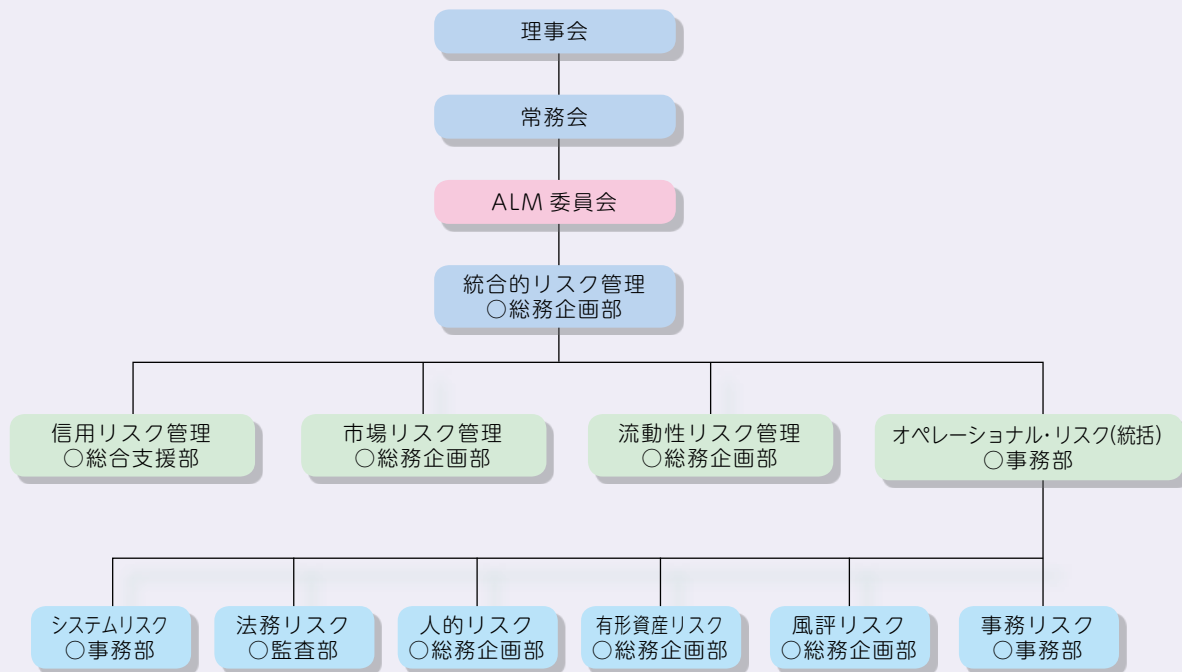 理事会
常務会
ALM 委員会
統合的リスク管理
○総務企画部
信用リスク管理
○総合支援部
市場リスク管理
○総務企画部
流動性リスク管理
○総務企画部
オペレーショナル・リスク(統括)
○事務部
システムリスク
○事務部
法務リスク
○監査部
人的リスク
○総務企画部
有形資産リスク
○総務企画部
風評リスク
○総務企画部
事務リスク
○事務部